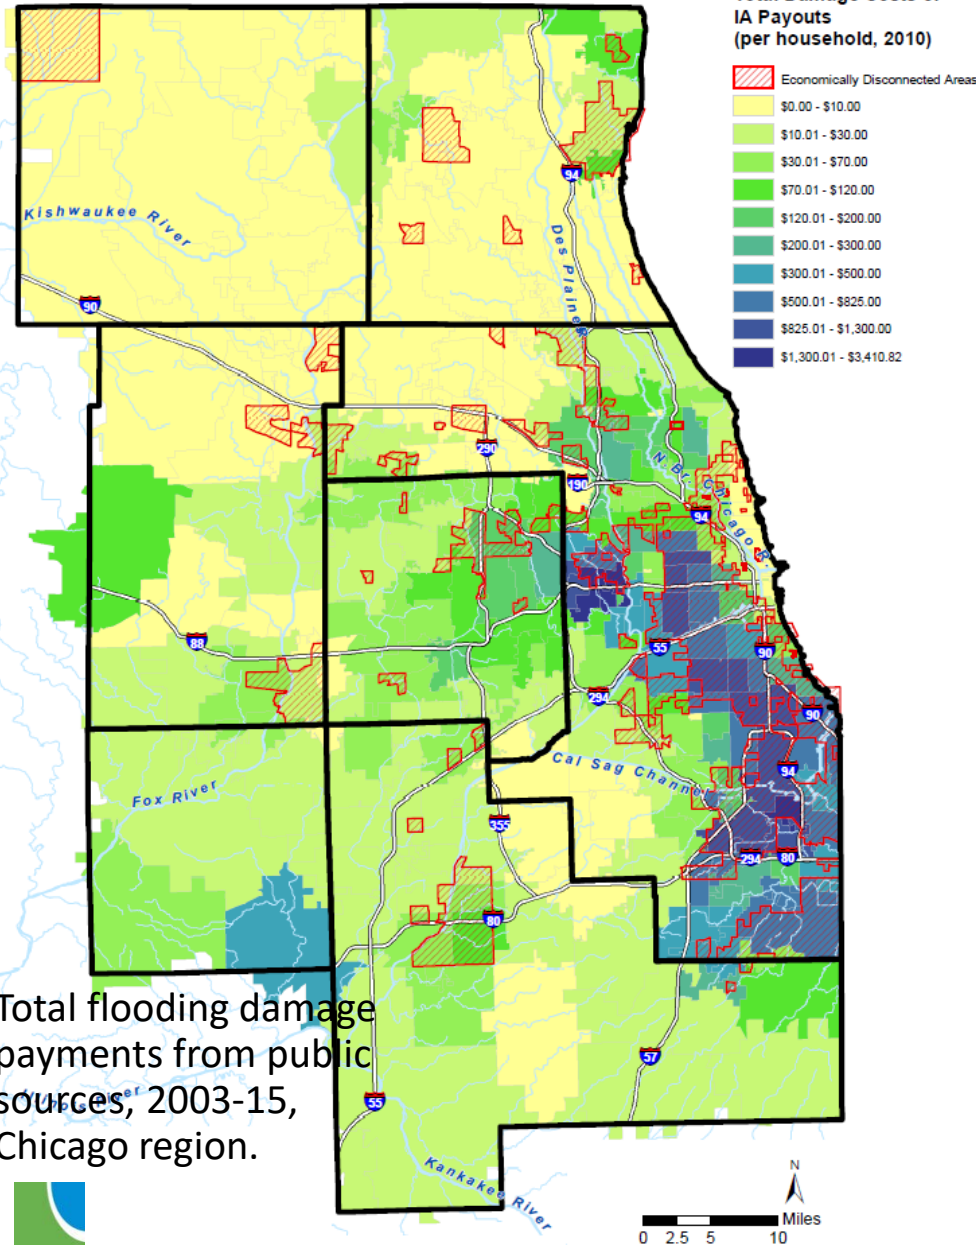 IA Payouts
(per household, 2010)
Economically Disconnected Areas
$0.00 - $10.00
$10.01 - $30.00
$30.01 - $70.00
$70.01 - $120.00
$120.01 - $200.00
$200.01 - $300.00
$300.01 - $500.00
$500.01 - $825.00
$825.01 - $1,300.00
$1,300.01 - $3,410.82
94
Kishwaukee River
Des Plaines
90
290
190
N. Br. Chicago R.
94
88
55
90
294
90
Cal Sag Channel
94
Fox River
355
294
80
80
Total flooding damage
payments from public
sources, 2003-15,
Chicago region.
57
55
Kankakee River
N
Miles
0 2.5 5 10